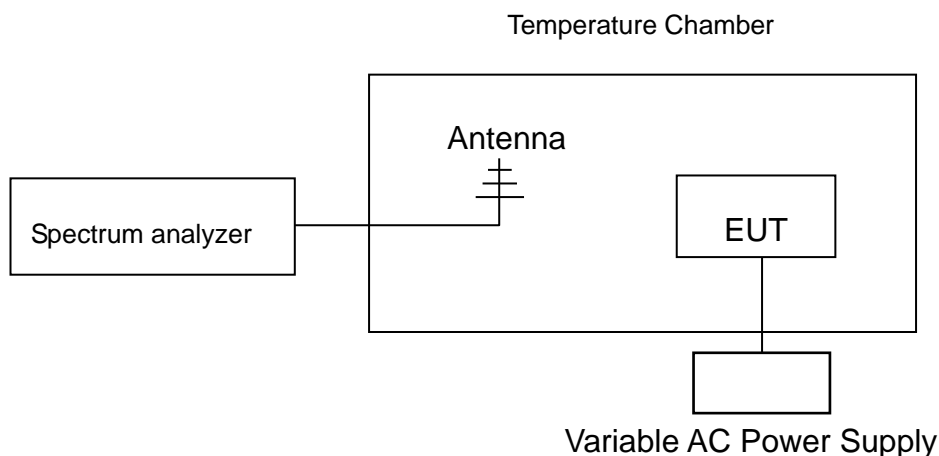 Temperature Chamber
Antenna
Spectrum analyzer
EUT
Variable AC Power Supply